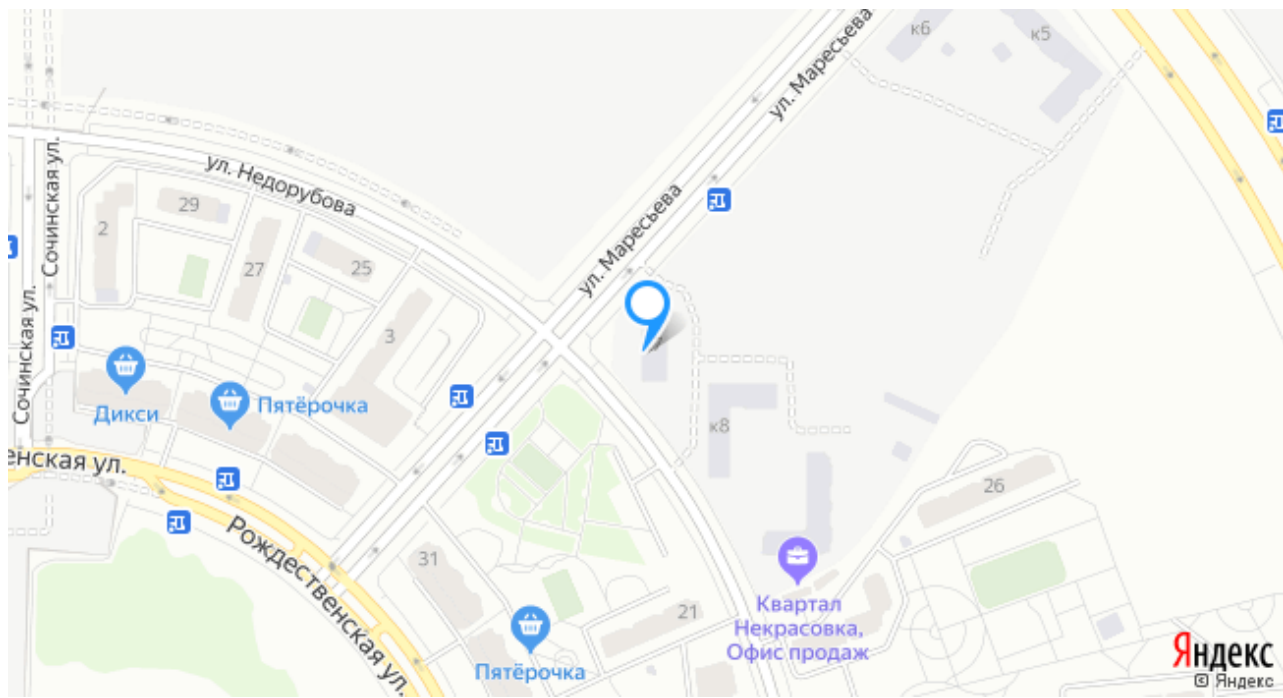 к6
к5
ул. Маресьева
ул. Недорубова
Сочинская ул.
29
2
ул. Маресьева
27
25
Сочинская ул.
3
Дикси
Пятёрочка
к8
енская ул.
26
Рождественская ул.
31
Квартал
Некрасовка,
Офис продаж
21
Пятёрочка
Яндекс
© Яндекс